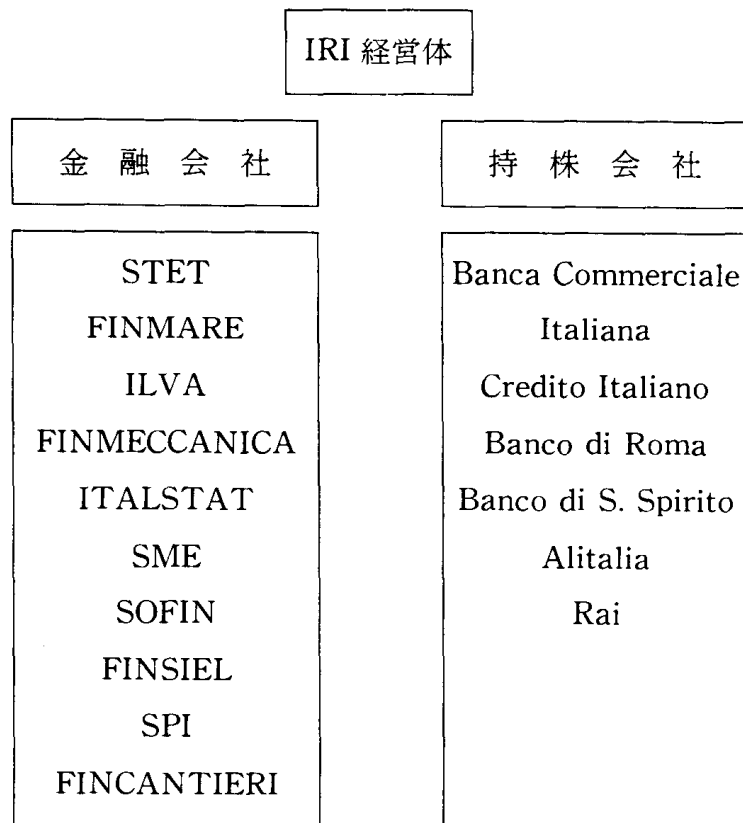 IRI 経営体
金融会社
STET
FINMARE
ILVA
FINMECCANICA
ITALSTAT
SME
SOFIN
FINSIEL
SPI
FINCANTIERI
持株会社
Banca Commerciale
Italiana
Credito Italiano
Banco di Roma
Banco di S. Spirito
Alitalia
Rai